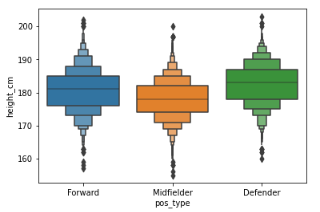 200
190
180
170
160
height_cm
Forward Midfielder Defender
pos_type